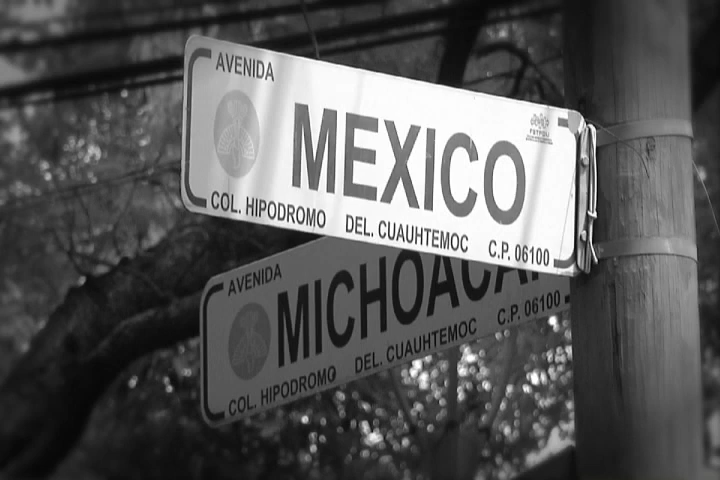 AVENIDA
MEXICO
COL. HIPODROMO DEL. CUAUHTEMOC C.P. 06100
AVENIDA
COL. HIPODROMO DEL. CUAUHTEMOC C.P. 06100